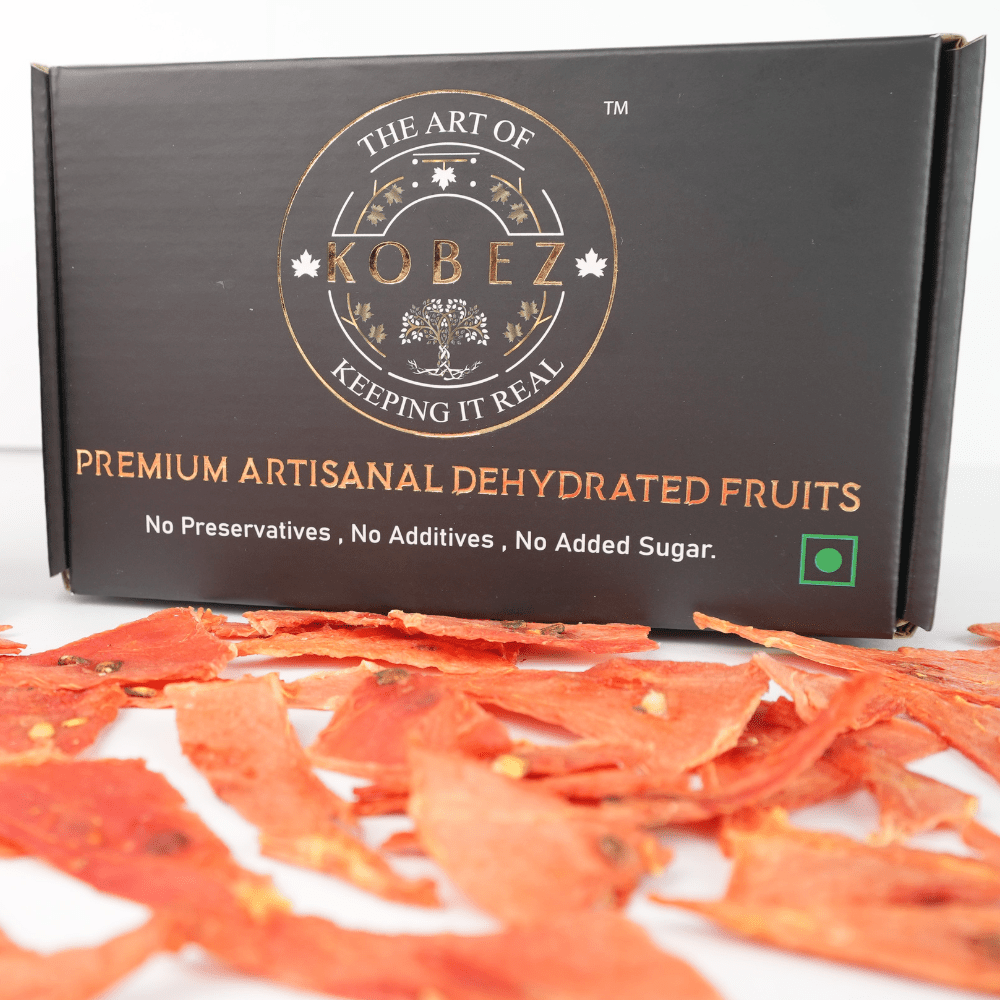 THE ART OF
TM
KOBEZ
KEEPING IT REAL
PREMIUM ARTISANAL DEHYDRATED FRUITS
No Preservatives , No Additives , No Added Sugar.